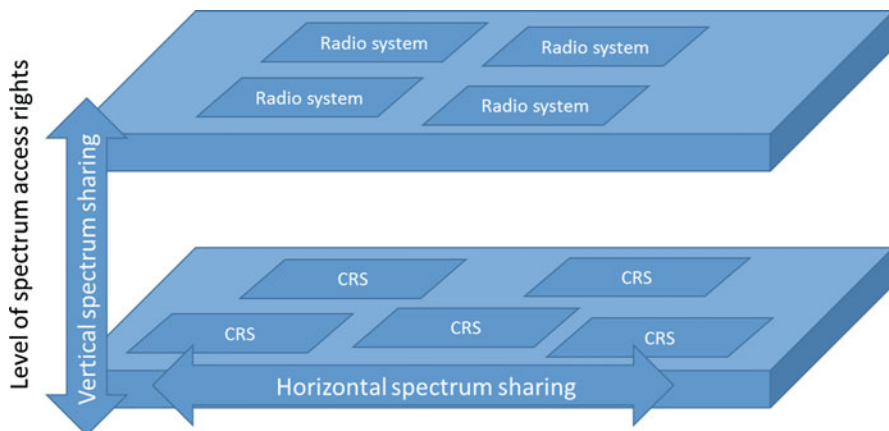 Radio system
Radio system
Radio system
Radio system
Level of spectrum access rights
Vertical spectrum sharing
CRS
CRS
CRS
CRS
CRS
Horizontal spectrum sharing